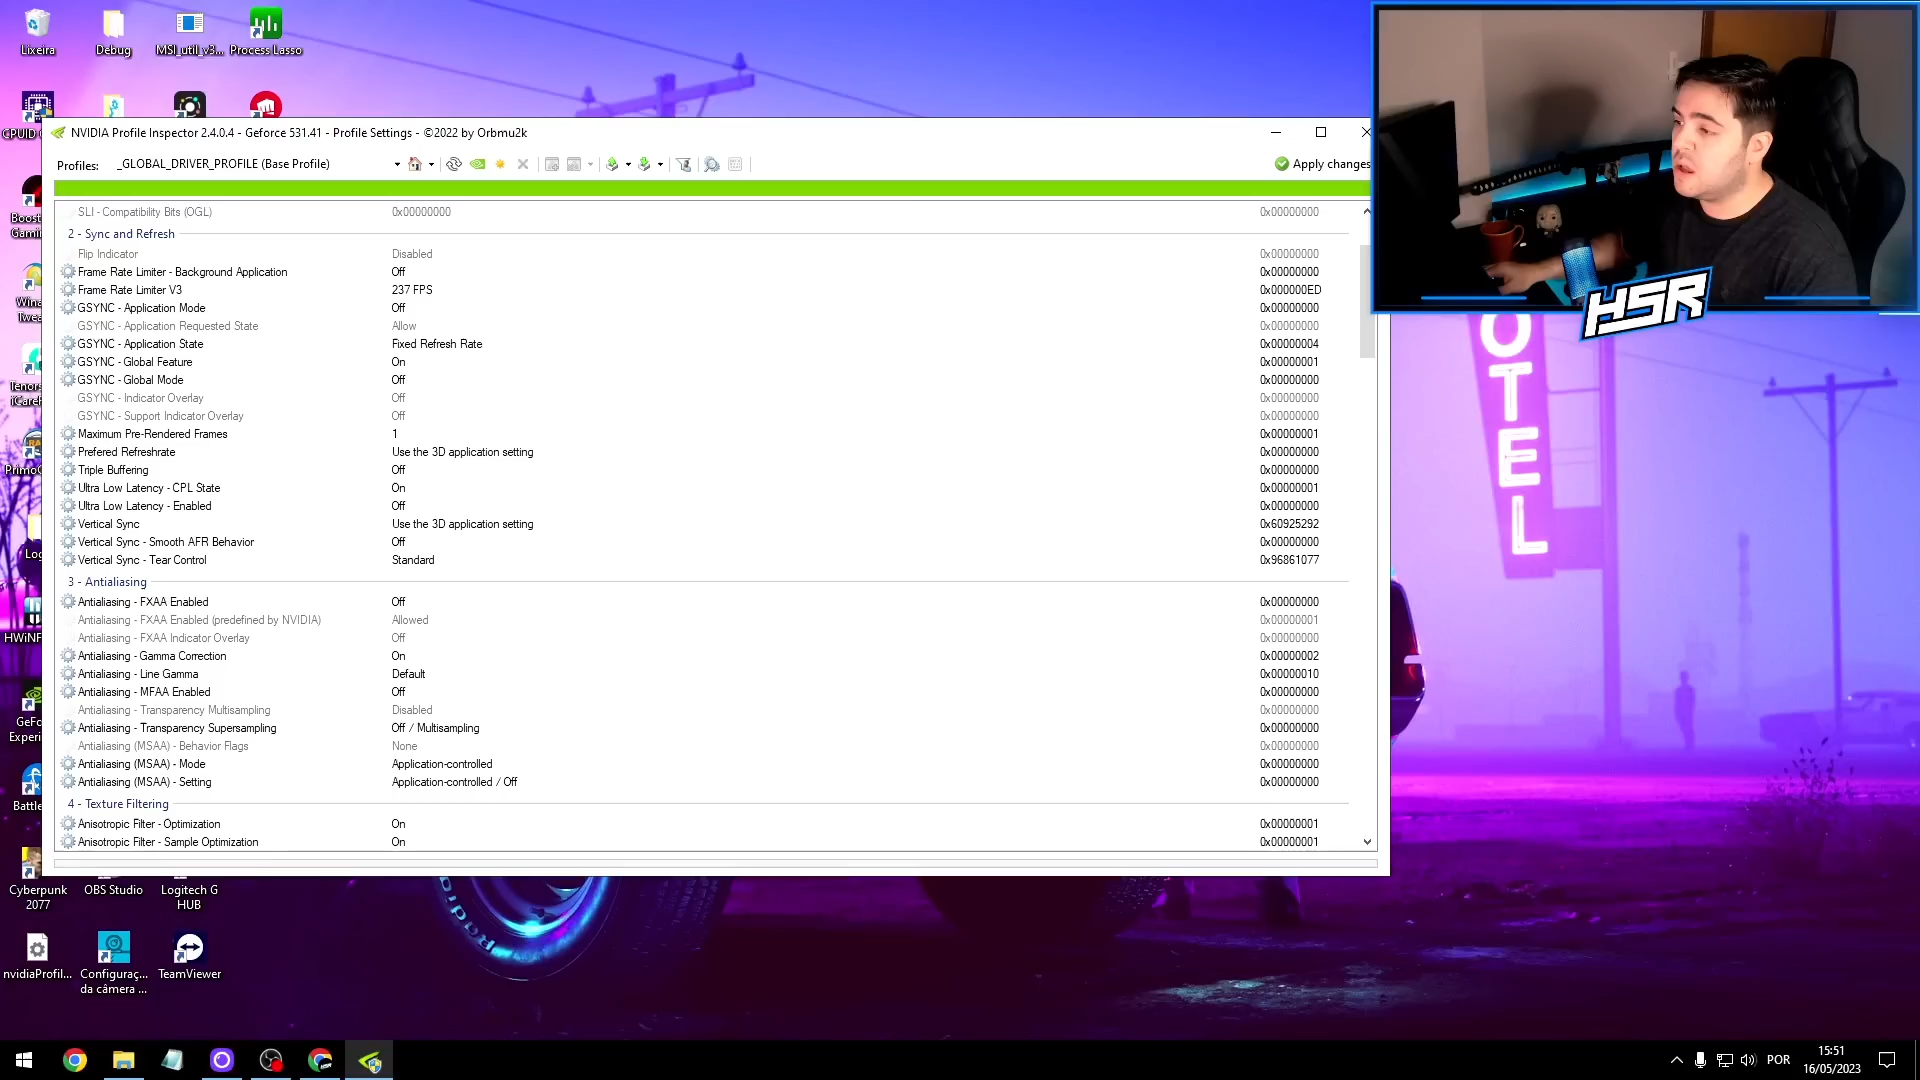 Lixeira
Debug
MSI_util_v3...
Process Lasso
CPUID
NVIDIA Profile Inspector 2.4.0.4 - Geforce 531.41 - Profile Settings - ©2022 by Orbmu2k
Profiles: _GLOBAL_DRIVER_PROFILE (Base Profile)
Apply changes
SLI - Compatibility Bits (OGL) 0x00000000 0x00000000
2 - Sync and Refresh
Flip Indicator Disabled 0x00000000
Frame Rate Limiter - Background Application Off 0x00000000
Frame Rate Limiter V3 237 FPS 0x000000ED
GSYNC - Application Mode Off 0x00000000
GSYNC - Application Requested State Allow 0x00000000
GSYNC - Application State Fixed Refresh Rate 0x00000004
GSYNC - Global Feature On 0x00000001
GSYNC - Global Mode Off 0x00000000
GSYNC - Indicator Overlay Off 0x00000000
GSYNC - Support Indicator Overlay Off 0x00000000
Maximum Pre-Rendered Frames 1 0x00000001
Prefered Refreshrate Use the 3D application setting 0x00000000
Triple Buffering Off 0x00000000
Ultra Low Latency - CPL State On 0x00000001
Ultra Low Latency - Enabled Off 0x00000000
Vertical Sync Use the 3D application setting 0x60925292
Vertical Sync - Smooth AFR Behavior Off 0x00000000
Vertical Sync - Tear Control Standard 0x96861077
3 - Antialiasing
Antialiasing - FXAA Enabled Off 0x00000000
Antialiasing - FXAA Enabled (predefined by NVIDIA) Allowed 0x00000001
Antialiasing - FXAA Indicator Overlay Off 0x00000000
Antialiasing - Gamma Correction On 0x00000002
Antialiasing - Line Gamma Default 0x00000010
Antialiasing - MFAA Enabled Off 0x00000000
Antialiasing - Transparency Multisampling Disabled 0x00000000
Antialiasing - Transparency Supersampling Off / Multisampling 0x00000000
Antialiasing (MSAA) - Behavior Flags None 0x00000000
Antialiasing (MSAA) - Mode Application-controlled 0x00000000
Antialiasing (MSAA) - Setting Application-controlled / Off 0x00000000
4 - Texture Filtering
Anisotropic Filter - Optimization On 0x00000001
Anisotropic Filter - Sample Optimization On 0x00000001
Boost
Gami
Wina
Twea
Tenors
iCareF
Log
HWiNF
GeFo
Experi
Battle
HSR
OTEL
Cyberpunk
2077
OBS Studio
Logitech G
HUB
nvidiaProfil...
Configuraç...
da câmera ...
TeamViewer
POR
15:51
16/05/2023